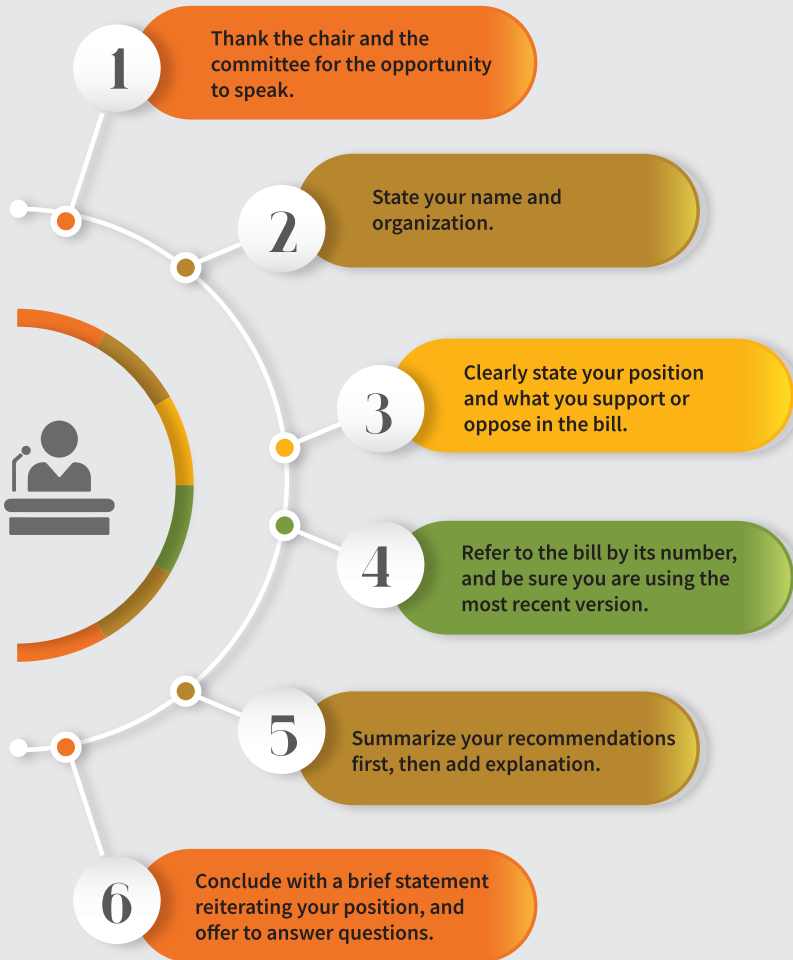 1
Thank the chair and the
committee for the opportunity
to speak.
2
State your name and
organization.
3
Clearly state your position
and what you support or
oppose in the bill.
4
Refer to the bill by its number,
and be sure you are using the
most recent version.
5
Summarize your recommendations
first, then add explanation.
6
Conclude with a brief statement
reiterating your position, and
offer to answer questions.